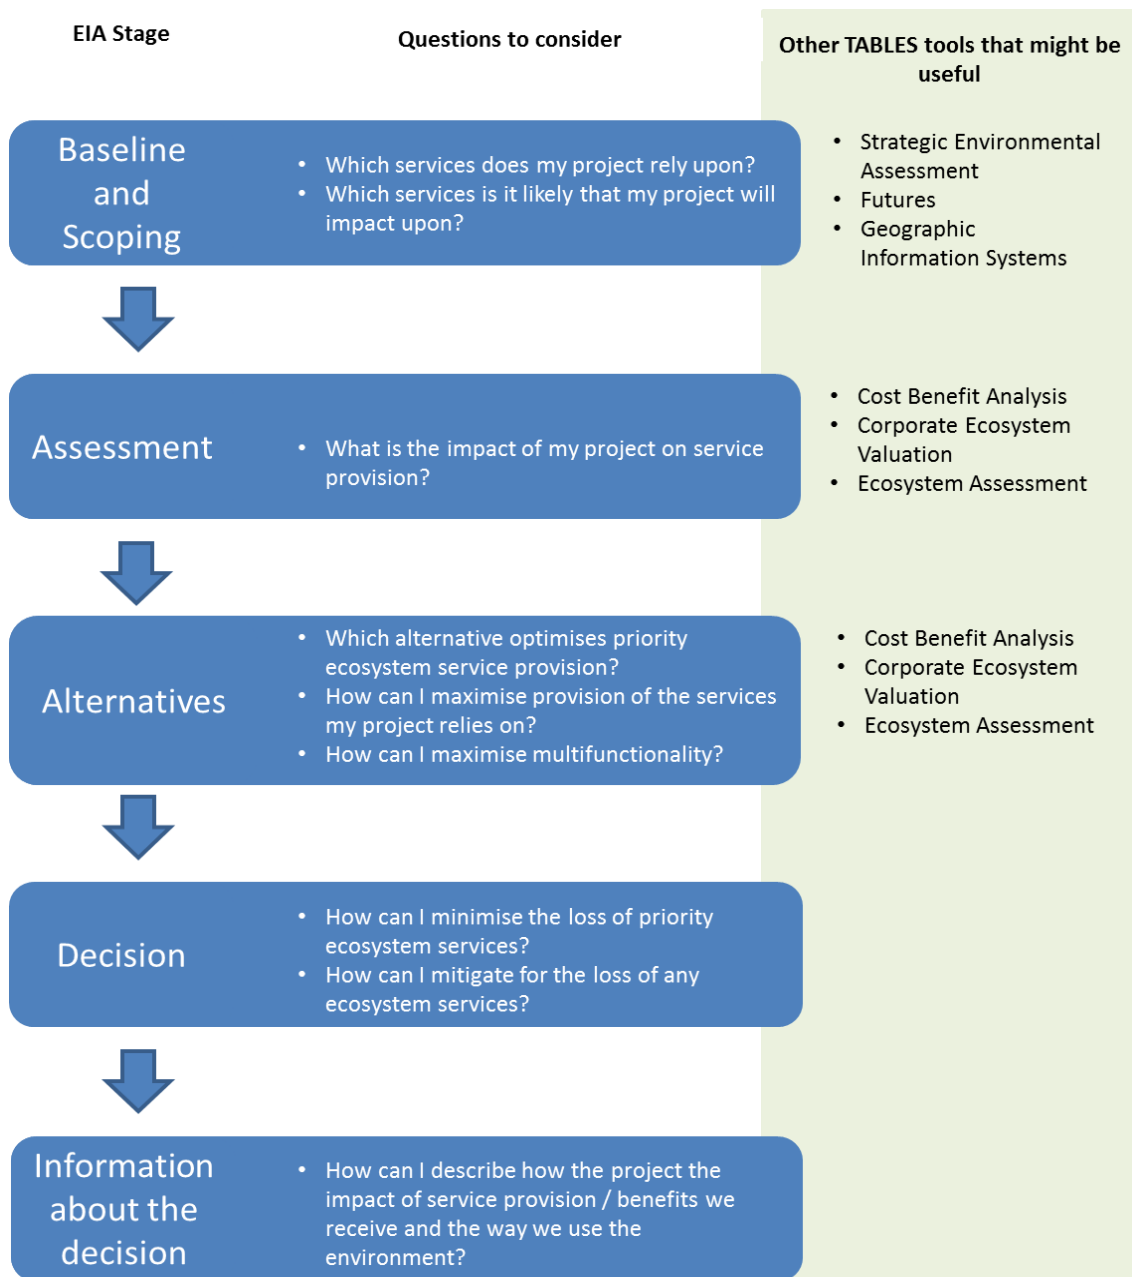 EIA Stage
Questions to consider
Other TABLES tools that might be
useful
Baseline
and
Scoping
• Which services does my project rely upon?
• Which services is it likely that my project will
impact upon?
• Strategic Environmental
Assessment
• Futures
• Geographic
Information Systems
Assessment
• What is the impact of my project on service
provision?
• Cost Benefit Analysis
• Corporate Ecosystem
Valuation
• Ecosystem Assessment
Alternatives
• Which alternative optimises priority
ecosystem service provision?
• How can I maximise provision of the services
my project relies on?
• How can I maximise multifunctionality?
• Cost Benefit Analysis
• Corporate Ecosystem
Valuation
• Ecosystem Assessment
Decision
• How can I minimise the loss of priority
ecosystem services?
• How can I mitigate for the loss of any
ecosystem services?
Information
about the
decision
• How can I describe how the project the
impact of service provision / benefits we
receive and the way we use the
environment?